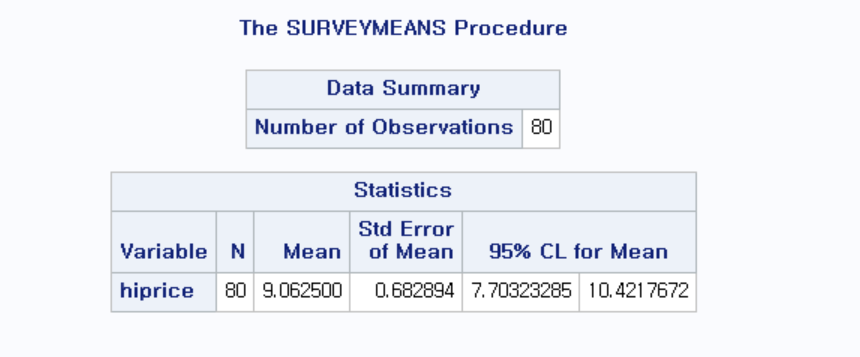 The SURVEYMEANS Procedure
Data Summary
Number of Observations 80
Statistics
Variable N Mean Std Error of Mean 95% CL for Mean
hiprice 80 9.062500 0.682894 7.70323285 10.4217672